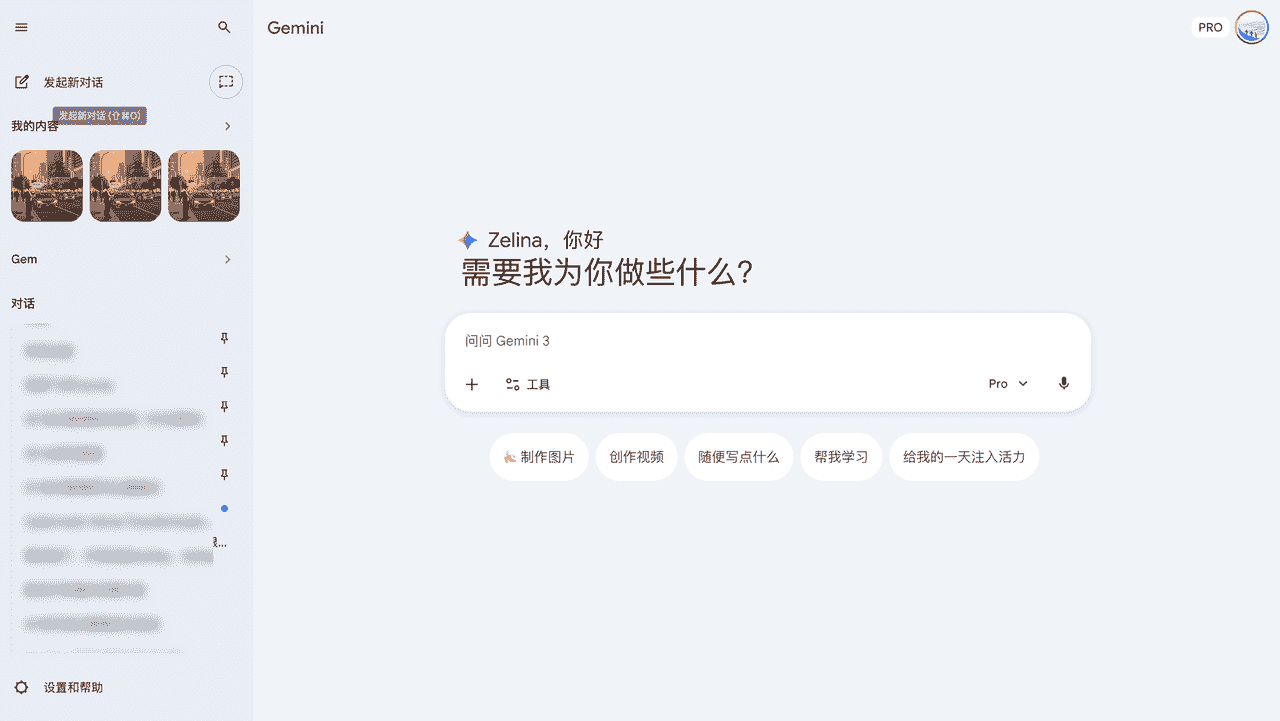 Gemini
PRO
发起新对话
发起新对话 (⇧⌘O)
我的内容
Gem
对话
限...
设置和帮助
Zelina，你好
需要我为你做些什么？
问问 Gemini 3
工具
Pro
制作图片
创作视频
随便写点什么
帮我学习
给我的一天注入活力